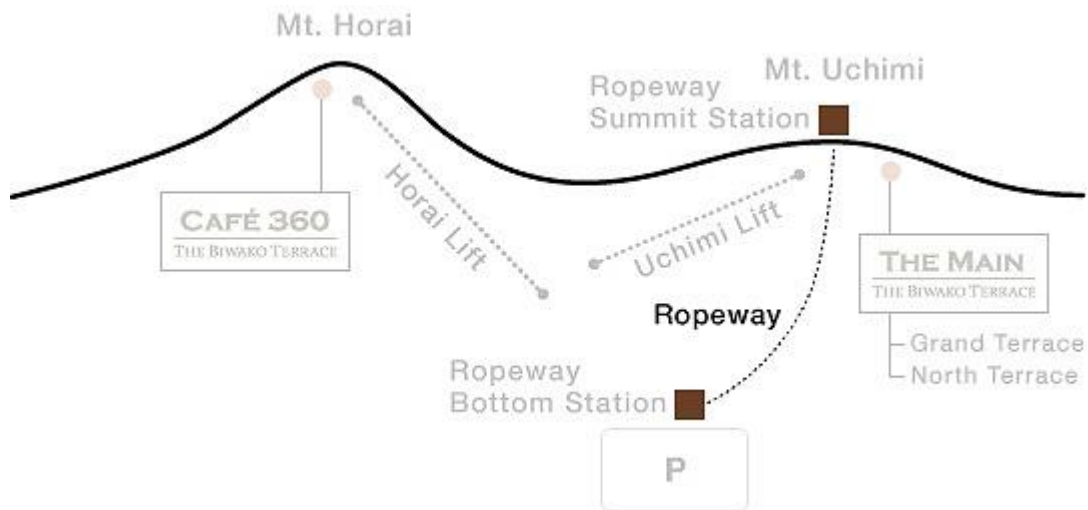 Mt. Horai
Mt. Uchimi
Ropeway
Summit Station
Horai Lift
Uchimi Lift
CAFÉ 360
THE BIWAKO TERRACE
THE MAIN
THE BIWAKO TERRACE
Ropeway
Grand Terrace
North Terrace
Ropeway
Bottom Station
P